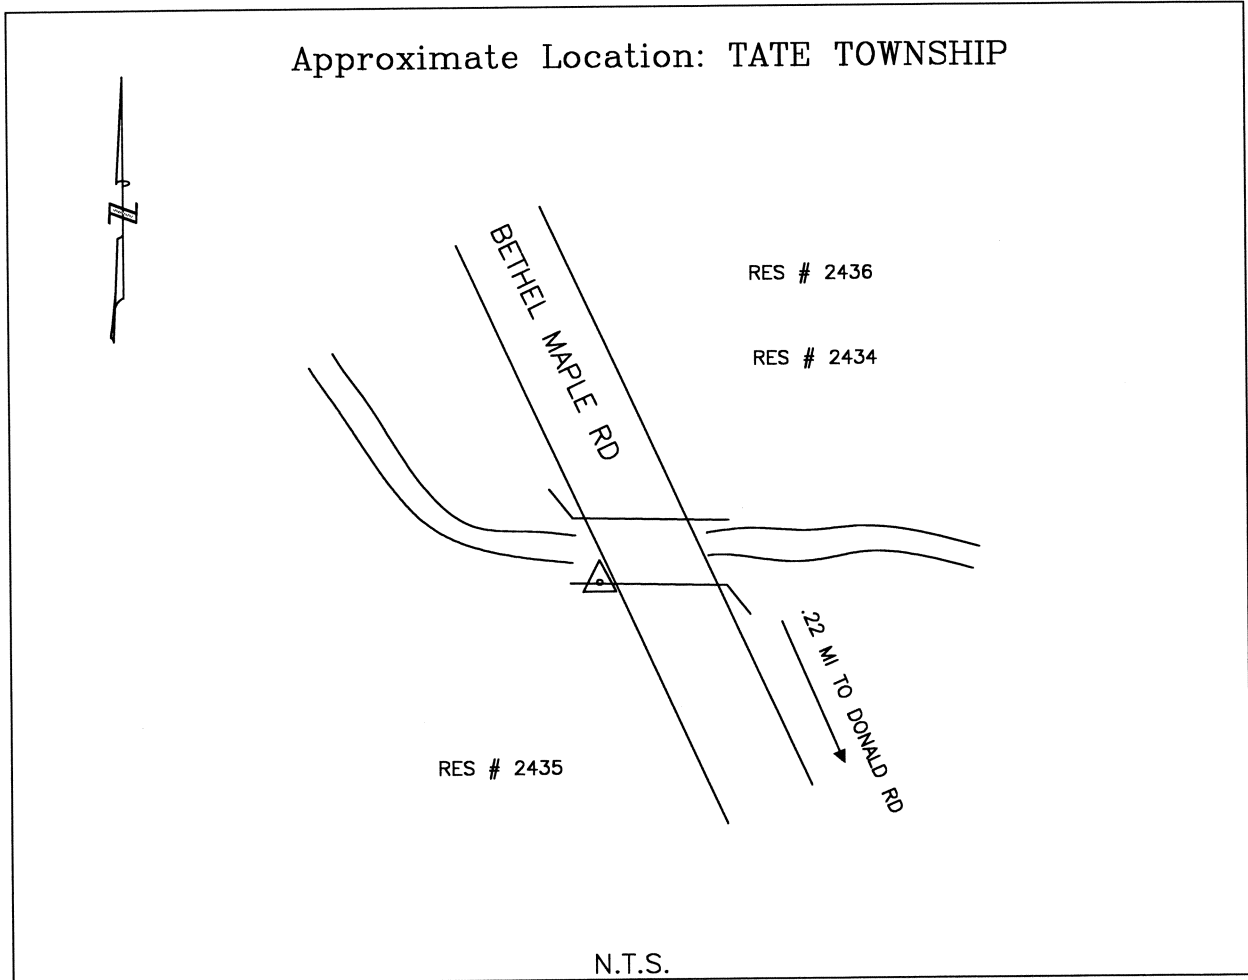 Approximate Location: TATE TOWNSHIP
N
BETHEL MAPLE RD
RES # 2436
RES # 2434
.22 MI TO DONALD RD
RES # 2435
N.T.S.